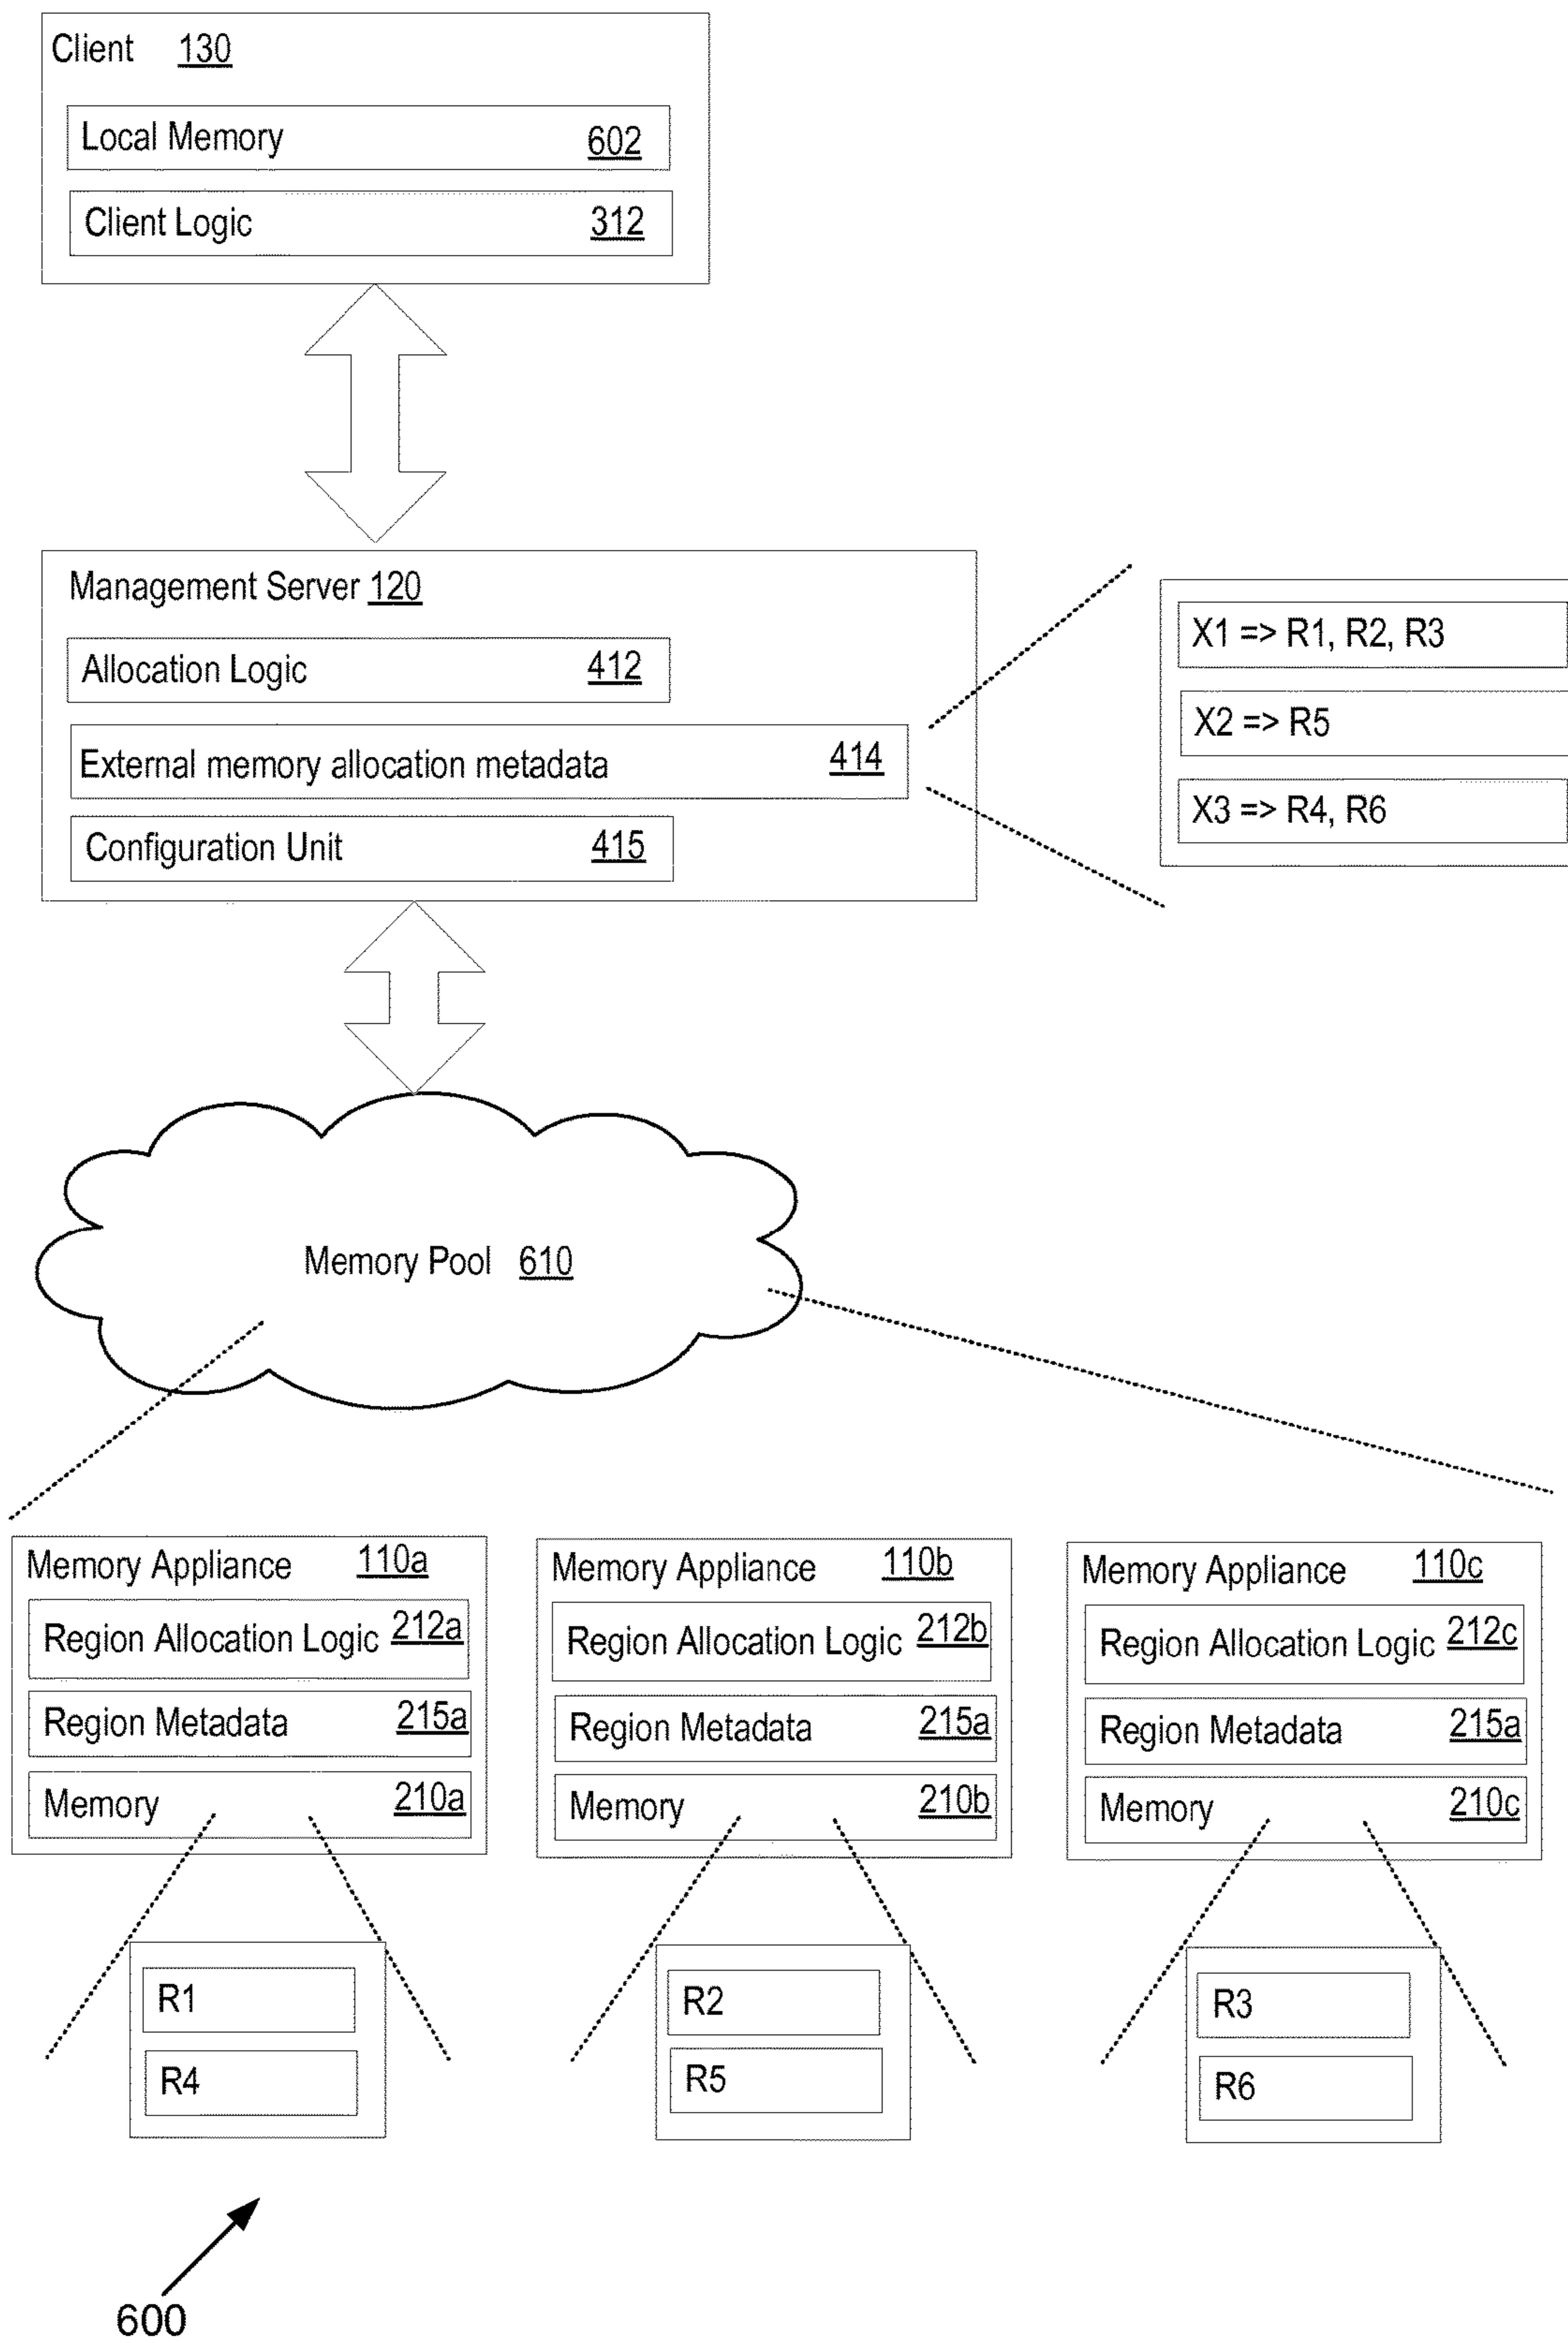 Client 130
Local Memory 602
Client Logic 312
Management Server 120
Allocation Logic 412
External memory allocation metadata 414
Configuration Unit 415
X1 => R1, R2, R3
X2 => R5
X3 => R4, R6
Memory Pool 610
Memory Appliance 110a
Region Allocation Logic 212a
Region Metadata 215a
Memory 210a
R1
R4
Memory Appliance 110b
Region Allocation Logic 212b
Region Metadata 215a
Memory 210b
R2
R5
Memory Appliance 110c
Region Allocation Logic 212c
Region Metadata 215a
Memory 210c
R3
R6
600